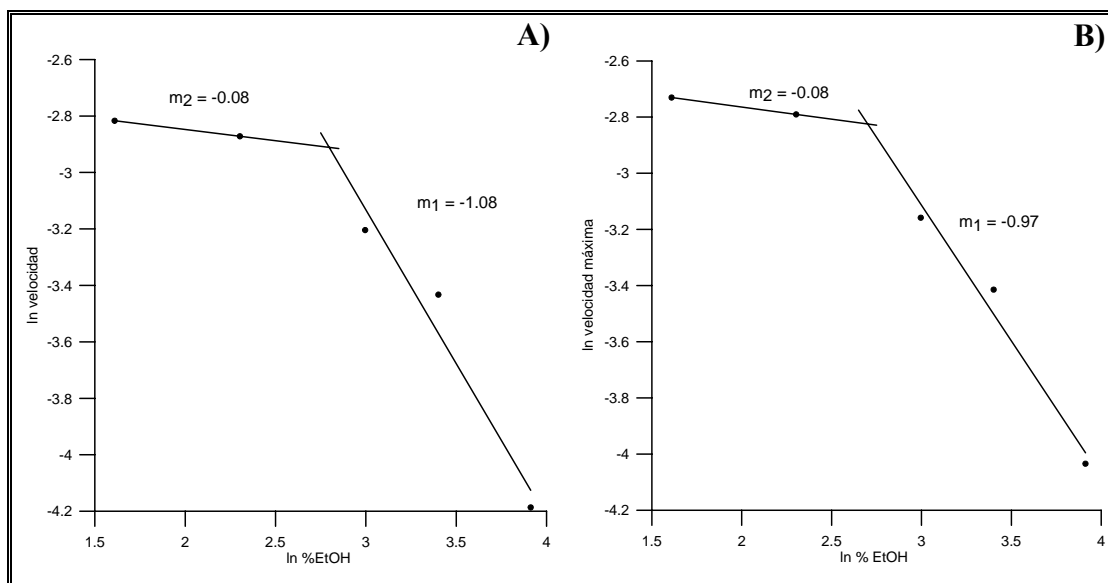 A)
-2.6
-2.8
-3
-3.2
-3.4
-3.6
-3.8
-4
-4.2
ln velocidad
m2 = -0.08
m1 = -1.08
1.5 2 2.5 3 3.5 4
ln %EtOH
B)
-2.6
-2.8
-3
-3.2
-3.4
-3.6
-3.8
-4
-4.2
ln velocidad máxima
m2 = -0.08
m1 = -0.97
1.5 2 2.5 3 3.5 4
ln % EtOH